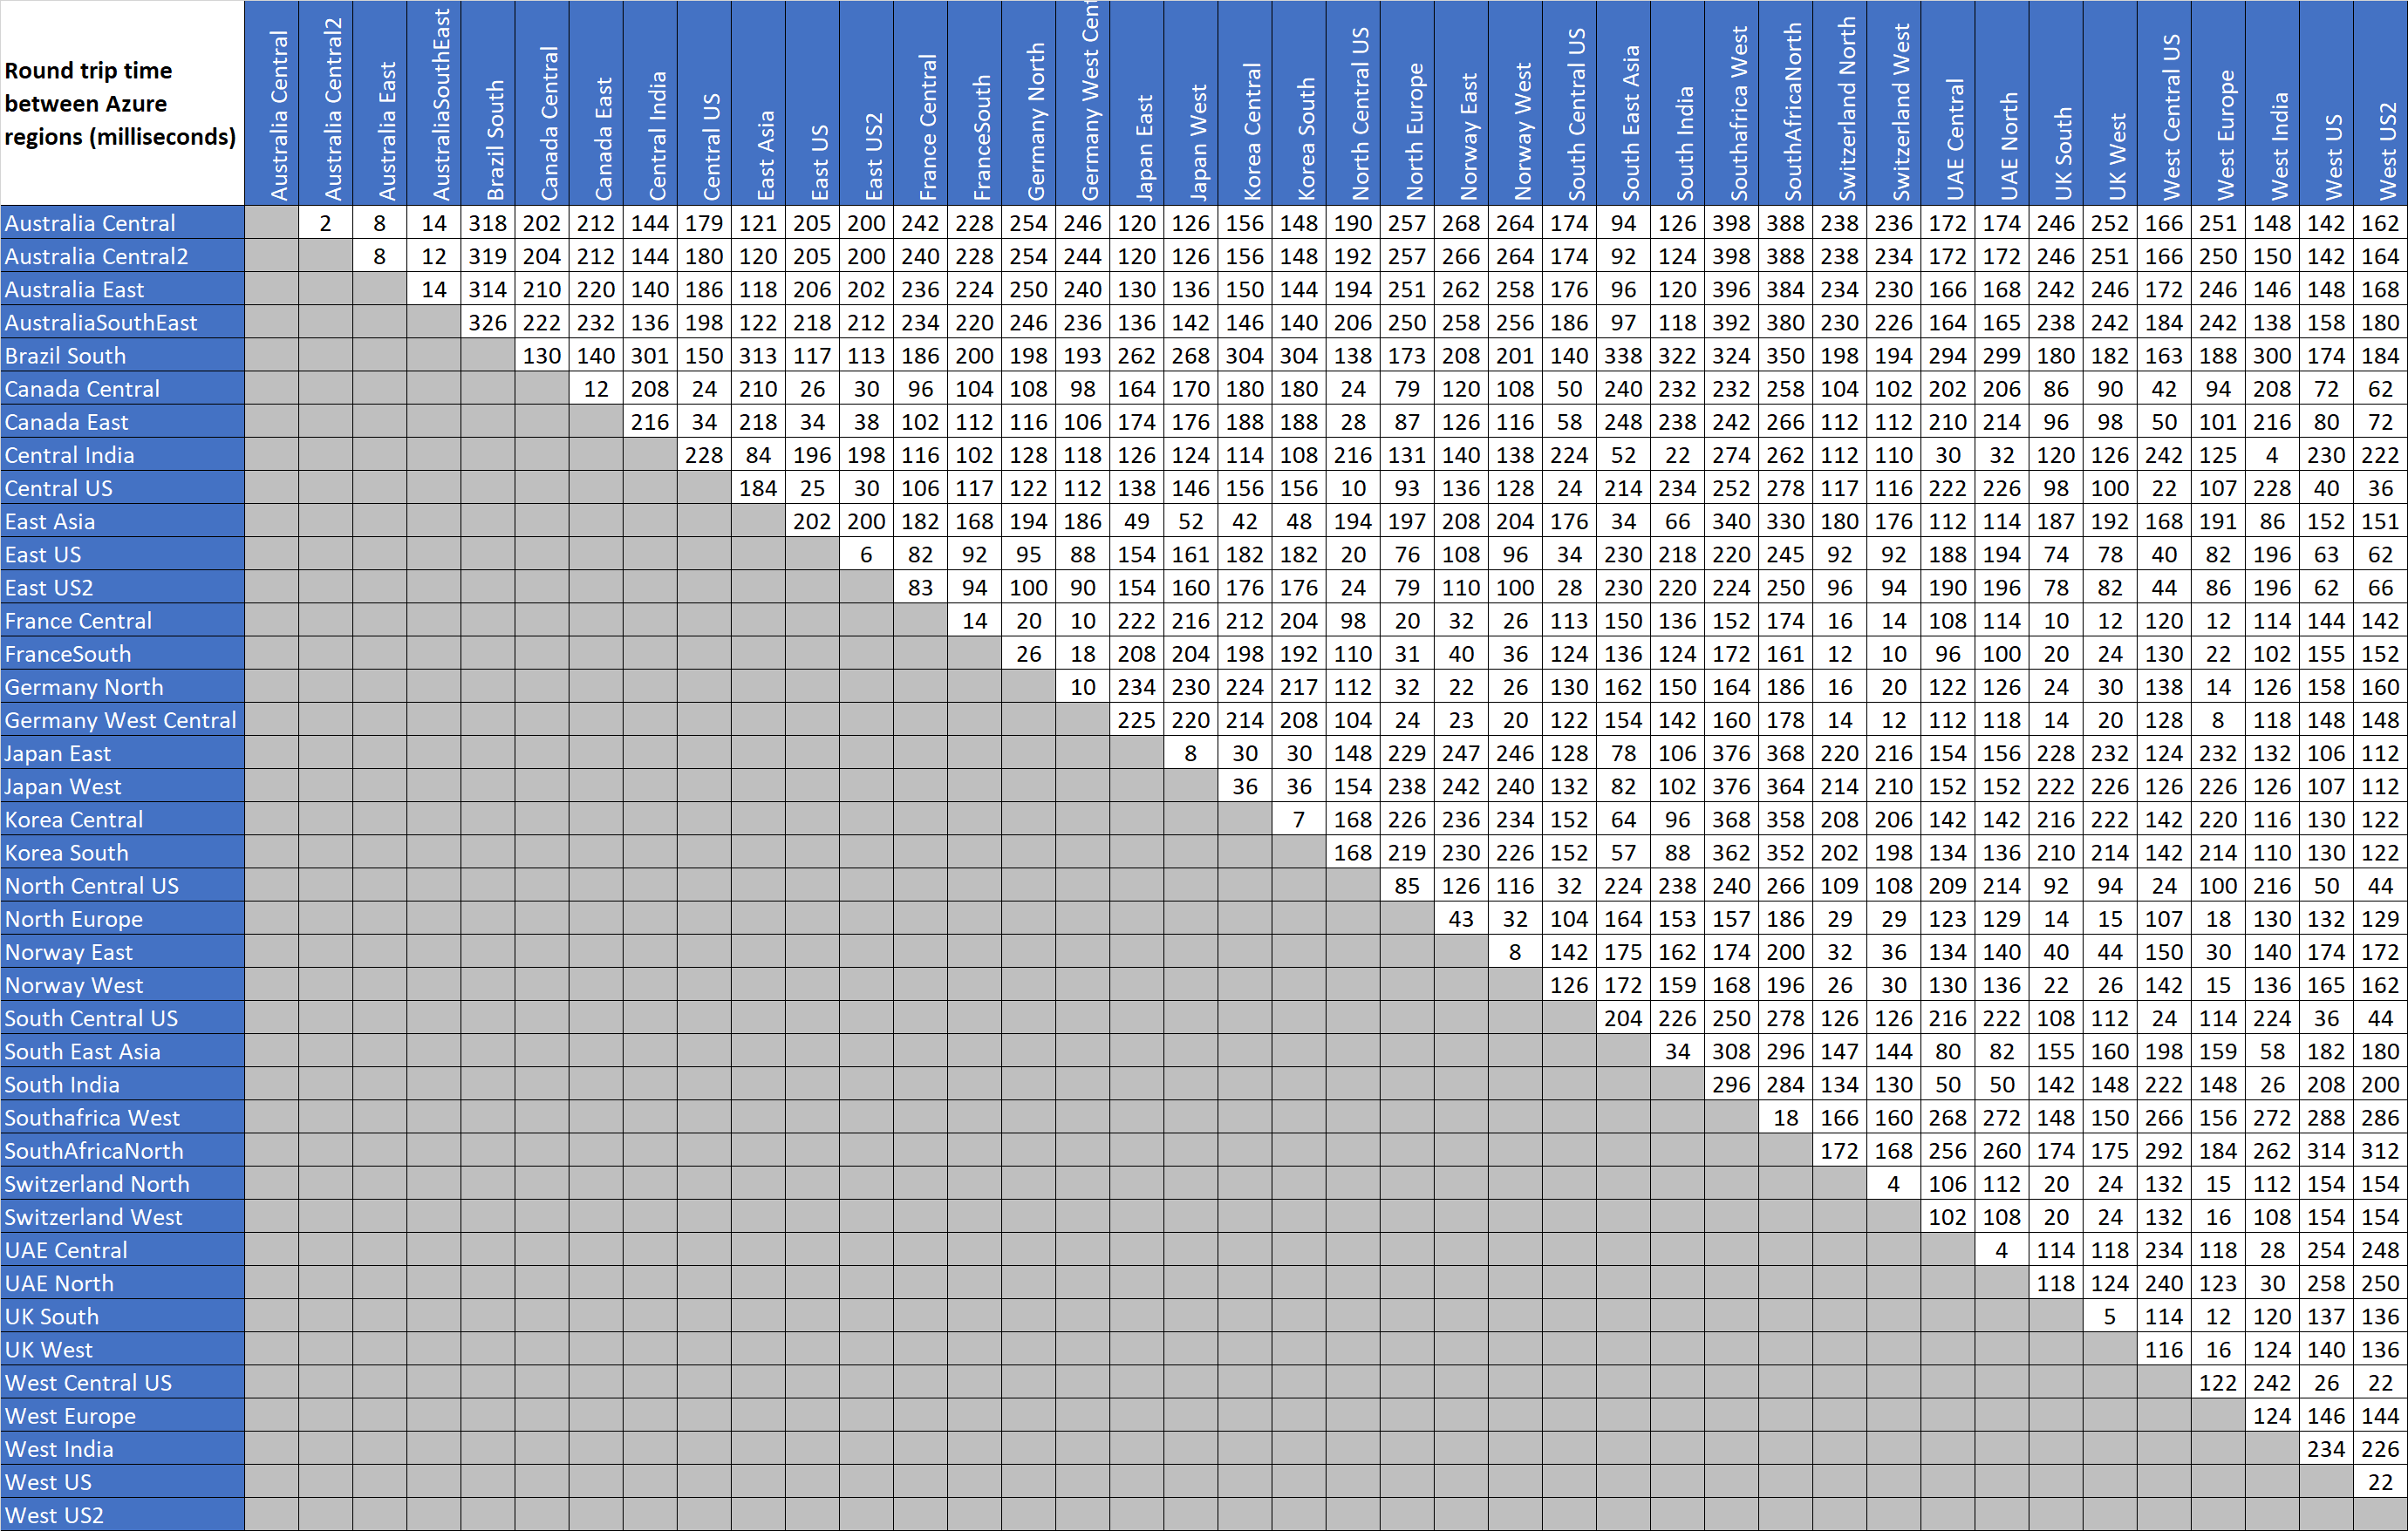 Round trip time
between Azure
regions (milliseconds)
Australia Central
Australia Central2
Australia East
AustraliaSouthEast
Brazil South
Canada Central
Canada East
Central India
Central US
East Asia
East US
East US2
France Central
FranceSouth
Germany North
Germany West Cent
Japan East
Japan West
Korea Central
Korea South
North Central US
North Europe
Norway East
Norway West
South Central US
South East Asia
South India
Southafrica West
SouthAfricaNorth
Switzerland North
Switzerland West
UAE Central
UAE North
UK South
UK West
West Central US
West Europe
West India
West US
West US2
Australia Central 2 8 14 318 202 212 144 179 121 205 200 242 228 254 246 120 126 156 148 190 257 268 264 174 94 126 398 388 238 236 172 174 246 252 166 251 148 142 162
Australia Central2 8 12 319 204 212 144 180 120 205 200 240 228 254 244 120 126 156 148 192 257 266 264 174 92 124 398 388 238 234 172 172 246 251 166 250 150 142 164
Australia East 14 314 210 220 140 186 118 206 202 236 224 250 240 130 136 150 144 194 251 262 258 176 96 120 396 384 234 230 166 168 242 246 172 246 146 148 168
AustraliaSouthEast 326 222 232 136 198 122 218 212 234 220 246 236 136 142 146 140 206 250 258 256 186 97 118 392 380 230 226 164 165 238 242 184 242 138 158 180
Brazil South 130 140 301 150 313 117 113 186 200 198 193 262 268 304 304 138 173 208 201 140 338 322 324 350 198 194 294 299 180 182 163 188 300 174 184
Canada Central 12 208 24 210 26 30 96 104 108 98 164 170 180 180 24 79 120 108 50 240 232 232 258 104 102 202 206 86 90 42 94 208 72 62
Canada East 216 34 218 34 38 102 112 116 106 174 176 188 188 28 87 126 116 58 248 238 242 266 112 112 210 214 96 98 50 101 216 80 72
Central India 228 84 196 198 116 102 128 118 126 124 114 108 216 131 140 138 224 52 22 274 262 112 110 30 32 120 126 242 125 4 230 222
Central US 184 25 30 106 117 122 112 138 146 156 156 10 93 136 128 24 214 234 252 278 117 116 222 226 98 100 22 107 228 40 36
East Asia 202 200 182 168 194 186 49 52 42 48 194 197 208 204 176 34 66 340 330 180 176 112 114 187 192 168 191 86 152 151
East US 6 82 92 95 88 154 161 182 182 20 76 108 96 34 230 218 220 245 92 92 188 194 74 78 40 82 196 63 62
East US2 83 94 100 90 154 160 176 176 24 79 110 100 28 230 220 224 250 96 94 190 196 78 82 44 86 196 62 66
France Central 14 20 10 222 216 212 204 98 20 32 26 113 150 136 152 174 16 14 108 114 10 12 120 12 114 144 142
FranceSouth 26 18 208 204 198 192 110 31 40 36 124 136 124 172 161 12 10 96 100 20 24 130 22 102 155 152
Germany North 10 234 230 224 217 112 32 22 26 130 162 150 164 186 16 20 122 126 24 30 138 14 126 158 160
Germany West Central 225 220 214 208 104 24 23 20 122 154 142 160 178 14 12 112 118 14 20 128 8 118 148 148
Japan East 8 30 30 148 229 247 246 128 78 106 376 368 220 216 154 156 228 232 124 232 132 106 112
Japan West 36 36 154 238 242 240 132 82 102 376 364 214 210 152 152 222 226 126 226 126 107 112
Korea Central 7 168 226 236 234 152 64 96 368 358 208 206 142 142 216 222 142 220 116 130 122
Korea South 168 219 230 226 152 57 88 362 352 202 198 134 136 210 214 142 214 110 130 122
North Central US 85 126 116 32 224 238 240 266 109 108 209 214 92 94 24 100 216 50 44
North Europe 43 32 104 164 153 157 186 29 29 123 129 14 15 107 18 130 132 129
Norway East 8 142 175 162 174 200 32 36 134 140 40 44 150 30 140 174 172
Norway West 126 172 159 168 196 26 30 130 136 22 26 142 15 136 165 162
South Central US 204 226 250 278 126 126 216 222 108 112 24 114 224 36 44
South East Asia 34 308 296 147 144 80 82 155 160 198 159 58 182 180
South India 296 284 134 130 50 50 142 148 222 148 26 208 200
Southafrica West 18 166 160 268 272 148 150 266 156 272 288 286
SouthAfricaNorth 172 168 256 260 174 175 292 184 262 314 312
Switzerland North 4 106 112 20 24 132 15 112 154 154
Switzerland West 102 108 20 24 132 16 108 154 154
UAE Central 4 114 118 234 118 28 254 248
UAE North 118 124 240 123 30 258 250
UK South 5 114 12 120 137 136
UK West 116 16 124 140 136
West Central US 122 242 26 22
West Europe 124 146 144
West India 234 226
West US 22
West US2